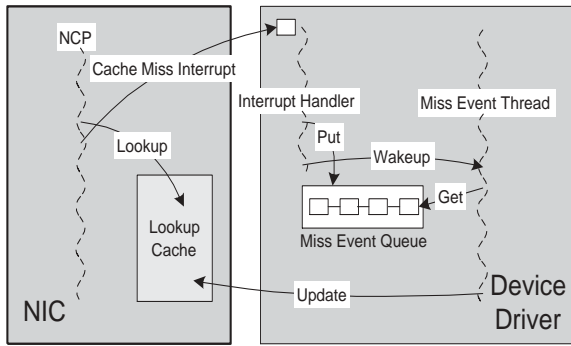 NCP
Cache Miss Interrupt
Interrupt Handler
Miss Event Thread
Lookup
Put
Wakeup
Get
Lookup
Cache
Miss Event Queue
Update
NIC
Device
Driver